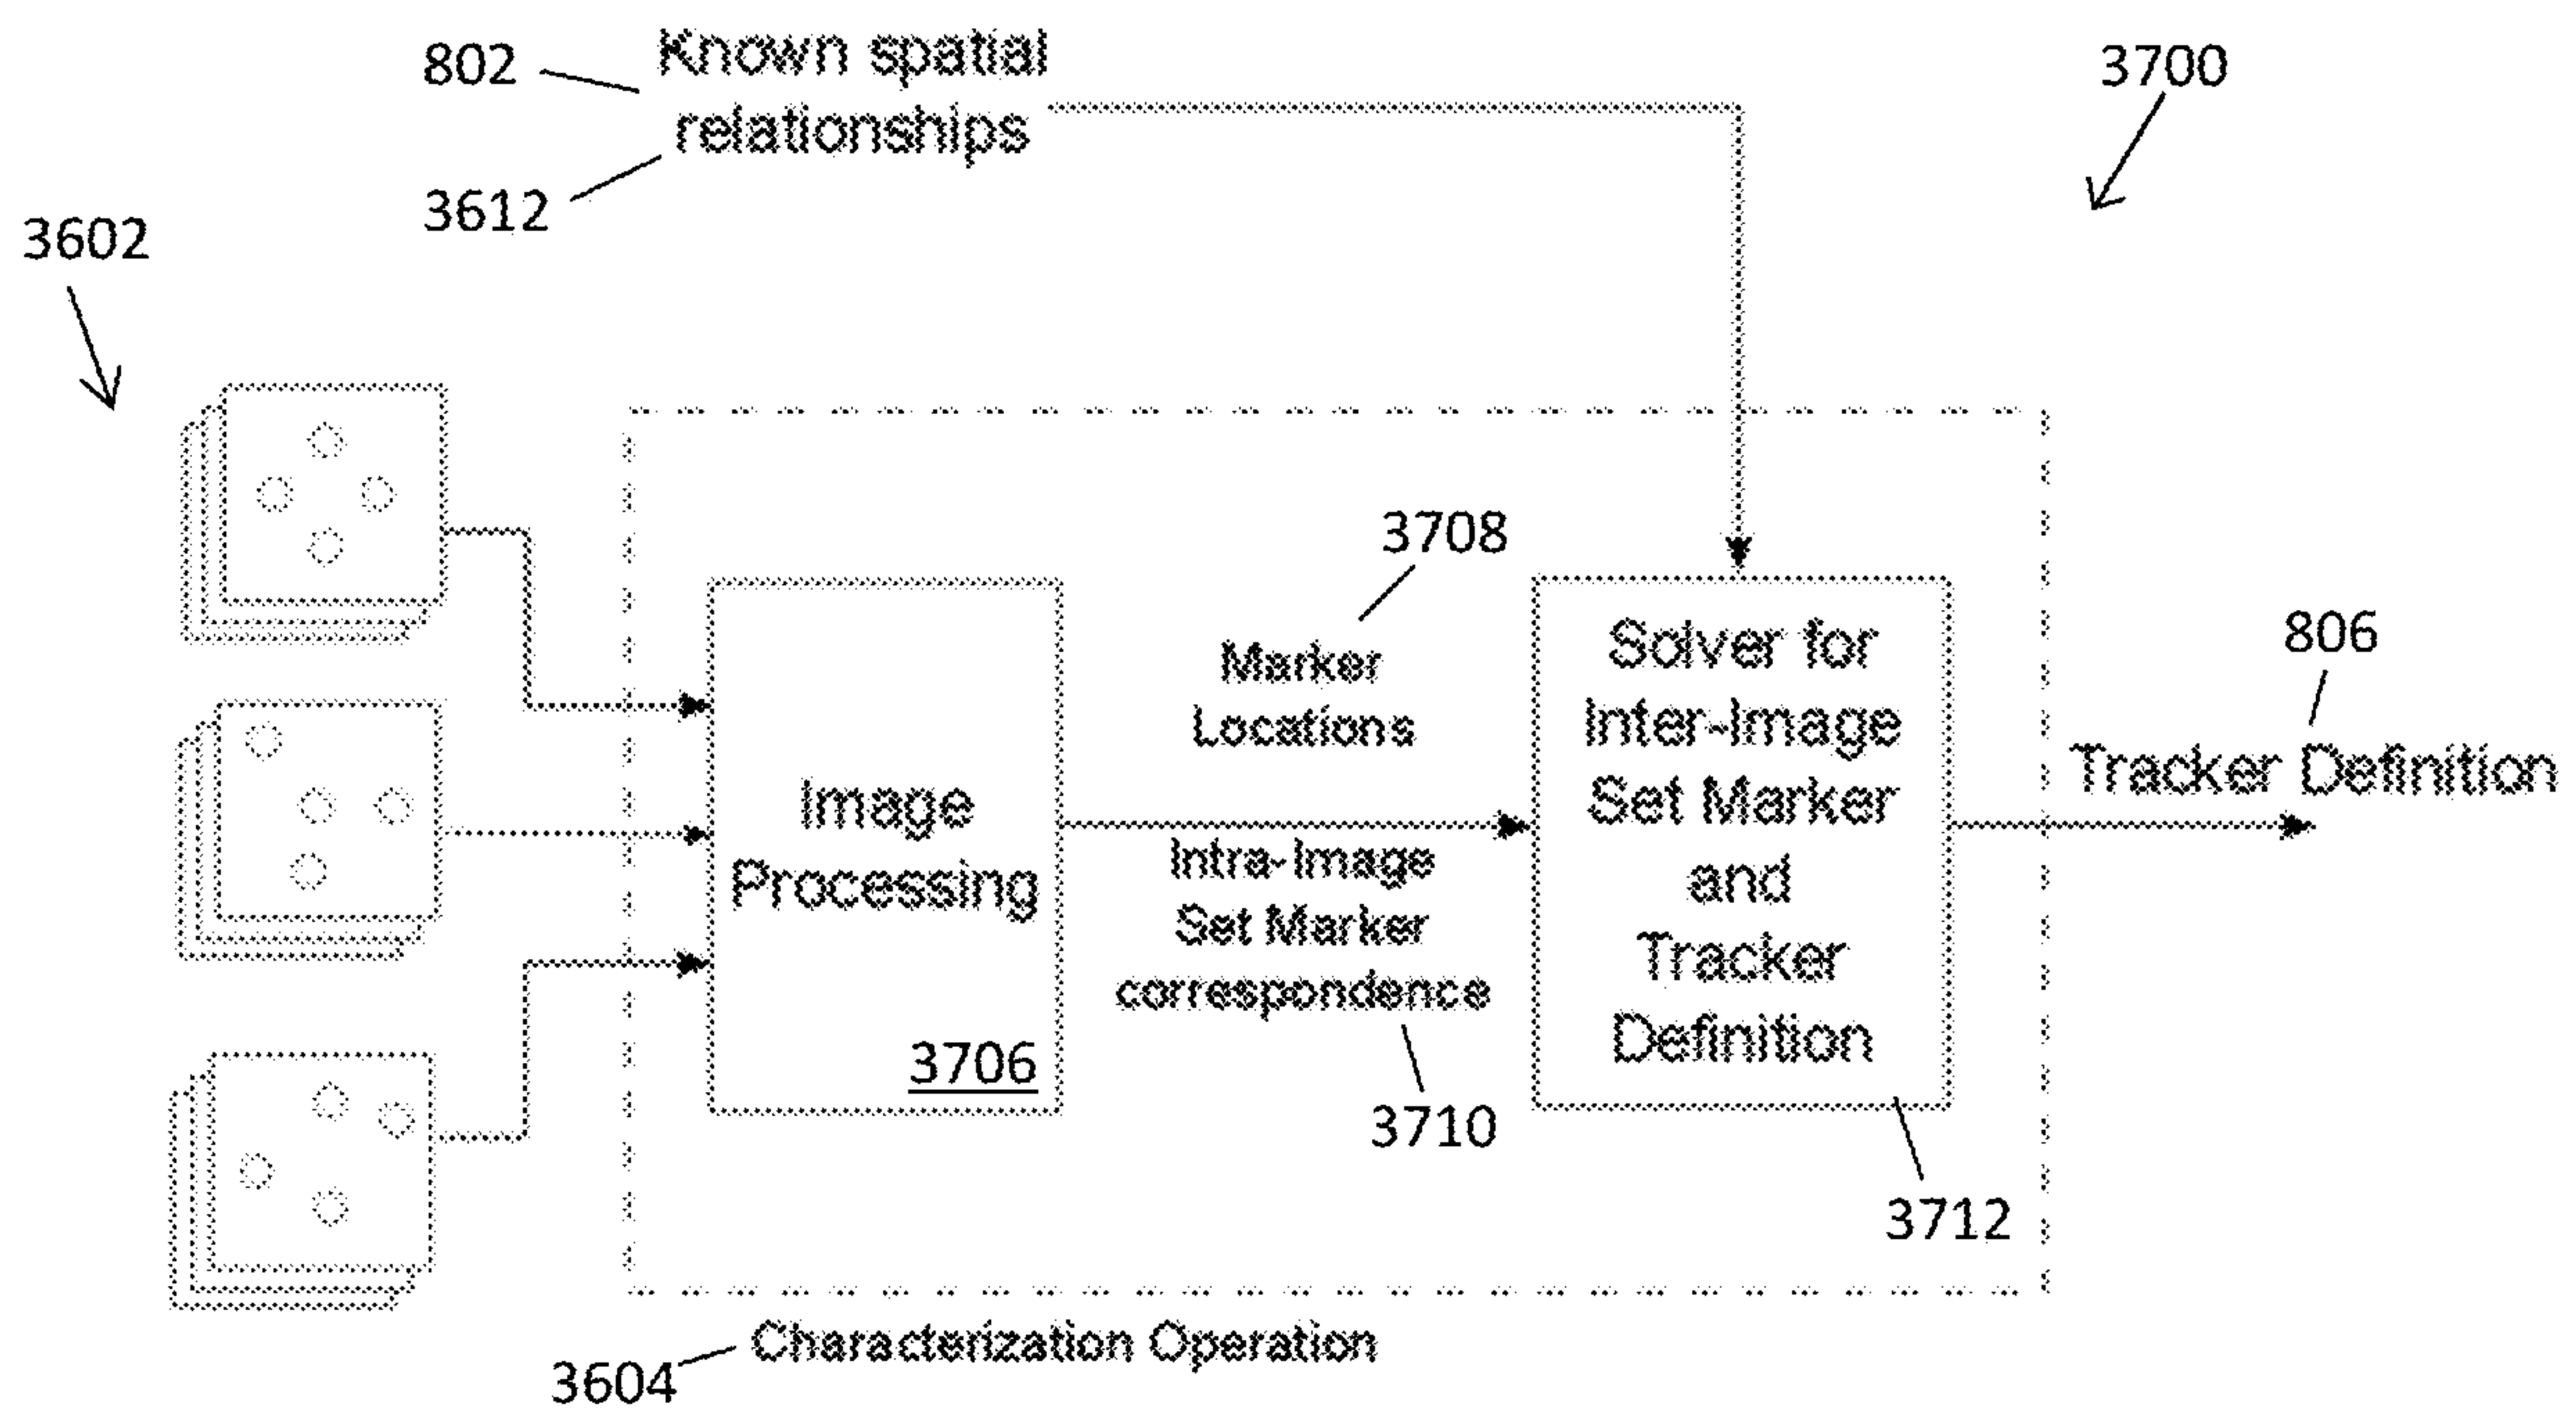 802
Known spatial
relationships
3612
3700
3602
3708
Marker
Locations
Image
Processing
3706
Intra-Image
Set Marker
correspondence
3710
Solver for
Inter-Image
Set Marker
and
Tracker
Definition
3712
806
Tracker Definition
Characterization Operation
3604